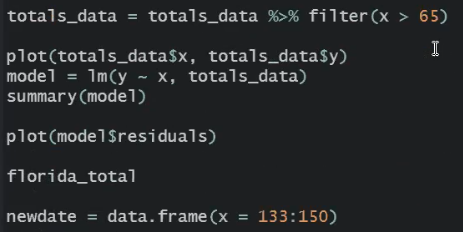 totals_data = totals_data %>% filter(x > 65)
plot(totals_data$x, totals_data$y)
model = lm(y ~ x, totals_data)
summary(model)
plot(model$residuals)
florida_total
newdate = data.frame(x = 133:150)